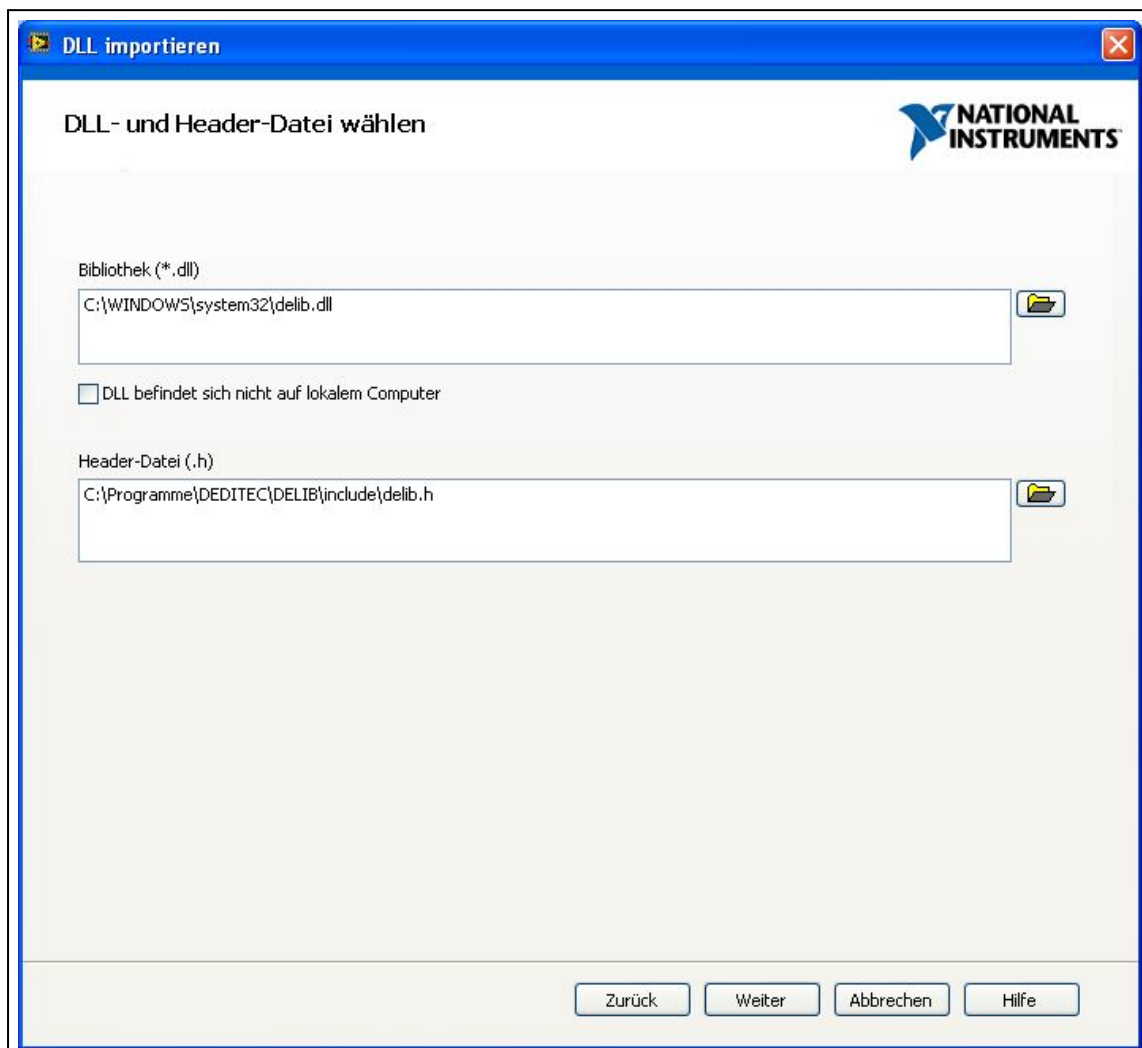 DLL importieren
DLL- und Header-Datei wählen
NATIONAL
INSTRUMENTS
Bibliothek (*.dll)
C:\WINDOWS\system32\delib.dll
DLL befindet sich nicht auf lokalem Computer
Header-Datei (.h)
C:\Programme\DEDITEC\DELIB\include\delib.h
Zurück Weiter Abbrechen Hilfe